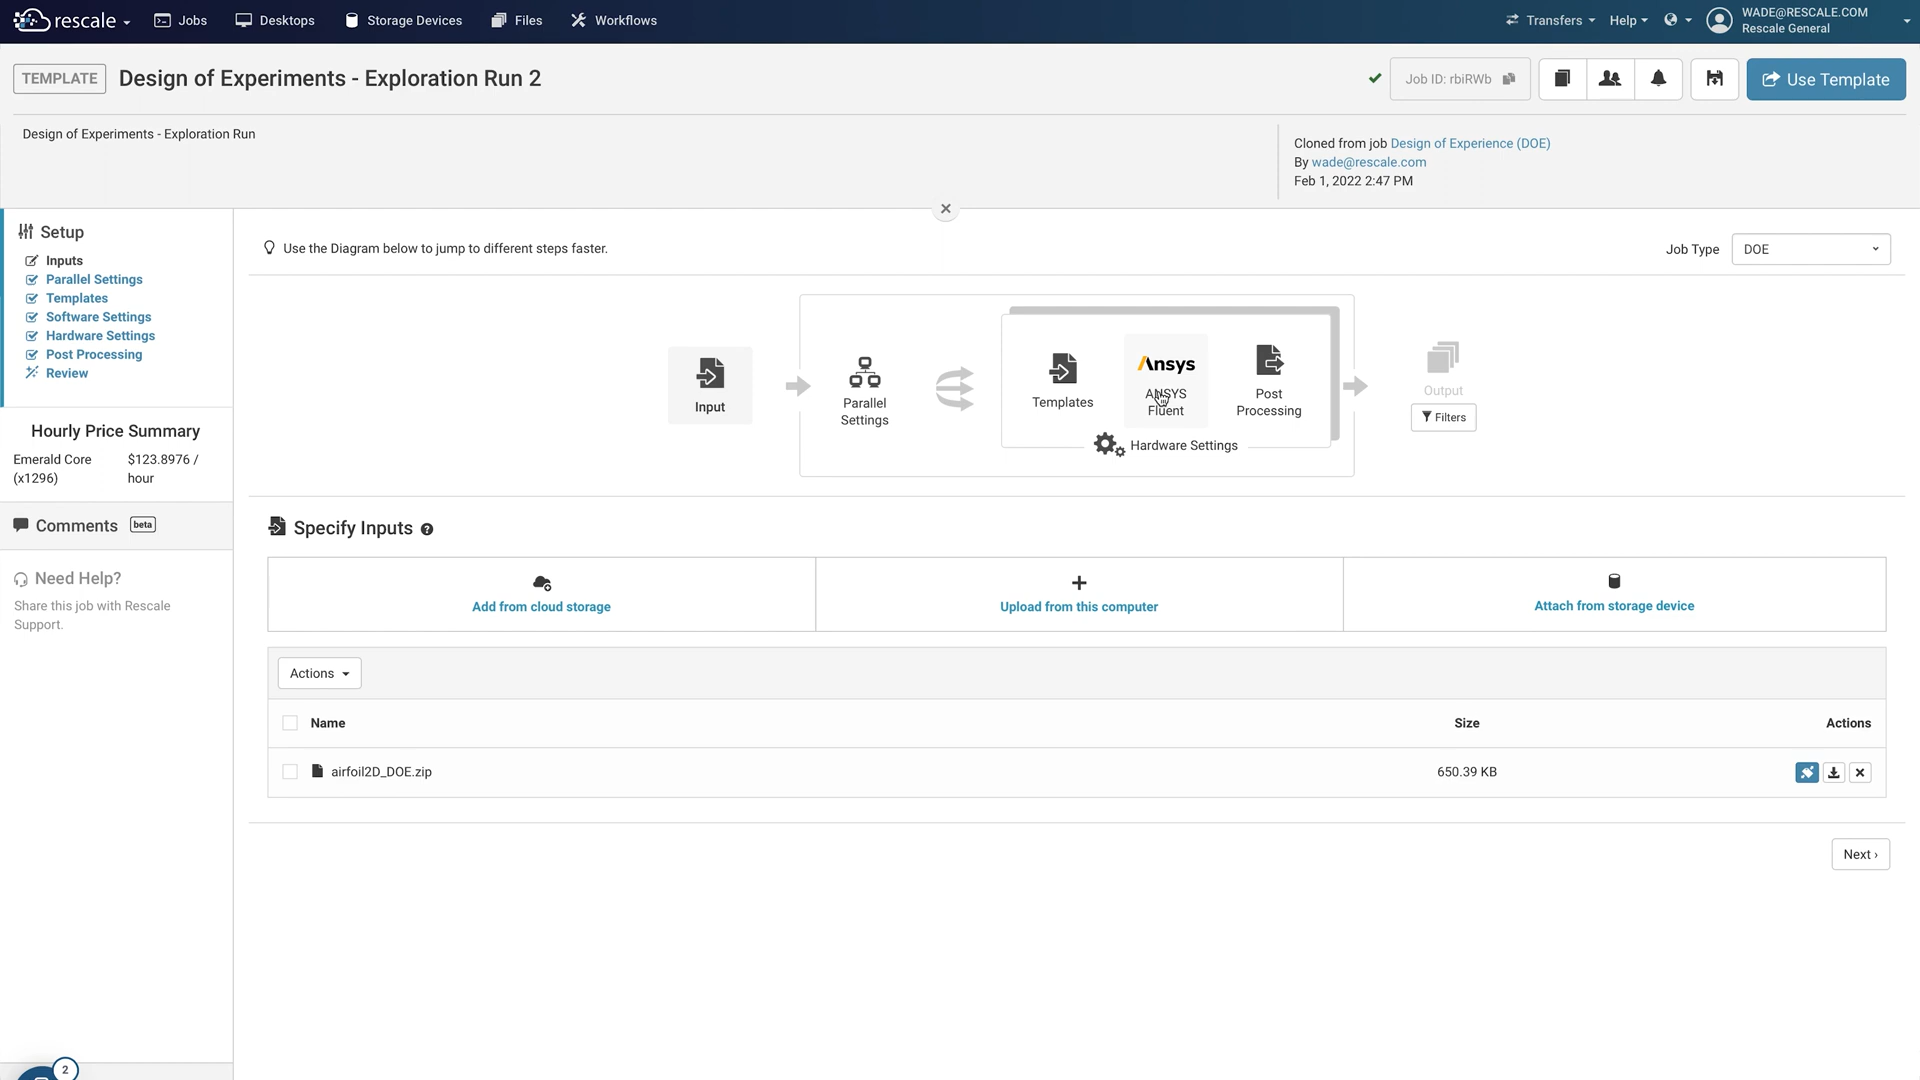 rescale
Jobs
Desktops
Storage Devices
Files
Workflows
Transfers
Help
WADE@RESCALE.COM
Rescale General
TEMPLATE
Design of Experiments - Exploration Run 2
Job ID: rbiRWb
Use Template
Design of Experiments - Exploration Run
Cloned from job Design of Experience (DOE)
By wade@rescale.com
Feb 1, 2022 2:47 PM
Setup
Inputs
Parallel Settings
Templates
Software Settings
Hardware Settings
Post Processing
Review
Hourly Price Summary
Emerald Core $123.8976 /
(x1296) hour
Comments beta
Need Help?
Share this job with Rescale
Support.
2
Use the Diagram below to jump to different steps faster.
Job Type DOE
Input
Parallel
Settings
Templates
Ansys
ANSYS
Fluent
Post
Processing
Hardware Settings
Output
Filters
Specify Inputs ?
Add from cloud storage
Upload from this computer
Attach from storage device
Actions
Name Size Actions
airfoil2D_DOE.zip 650.39 KB
Next ›